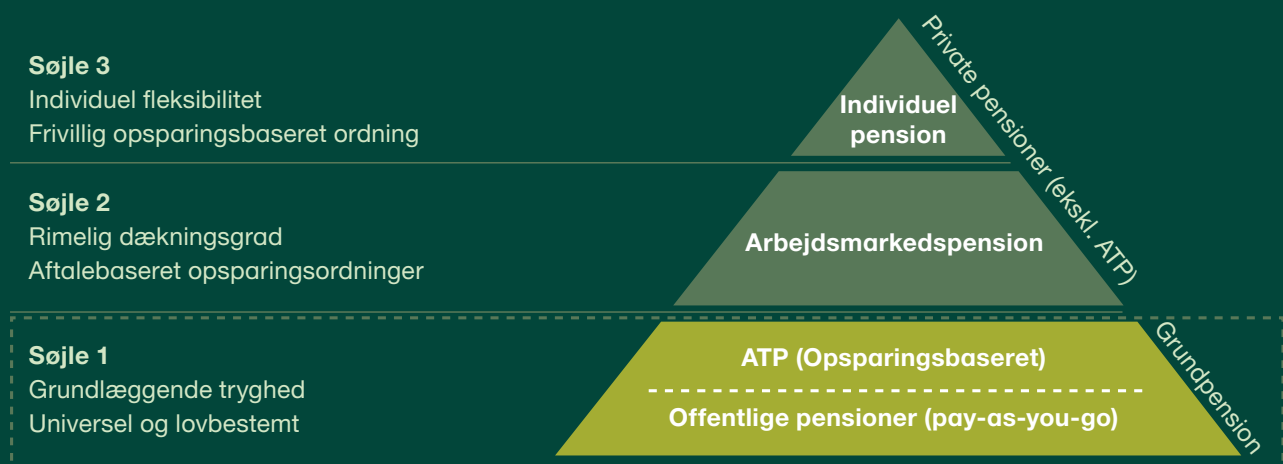 Søjle 3
Individuel fleksibilitet
Frivillig opsparingsbaseret ordning
Individuel
pension
Private pensioner (ekskl. ATP)
Søjle 2
Rimelig dækningsgrad
Aftalebaseret opsparingsordninger
Arbejdsmarkedspension
Søjle 1
Grundlæggende tryghed
Universel og lovbestemt
ATP (Opsparingsbaseret)
Offentlige pensioner (pay-as-you-go)
Grundpension